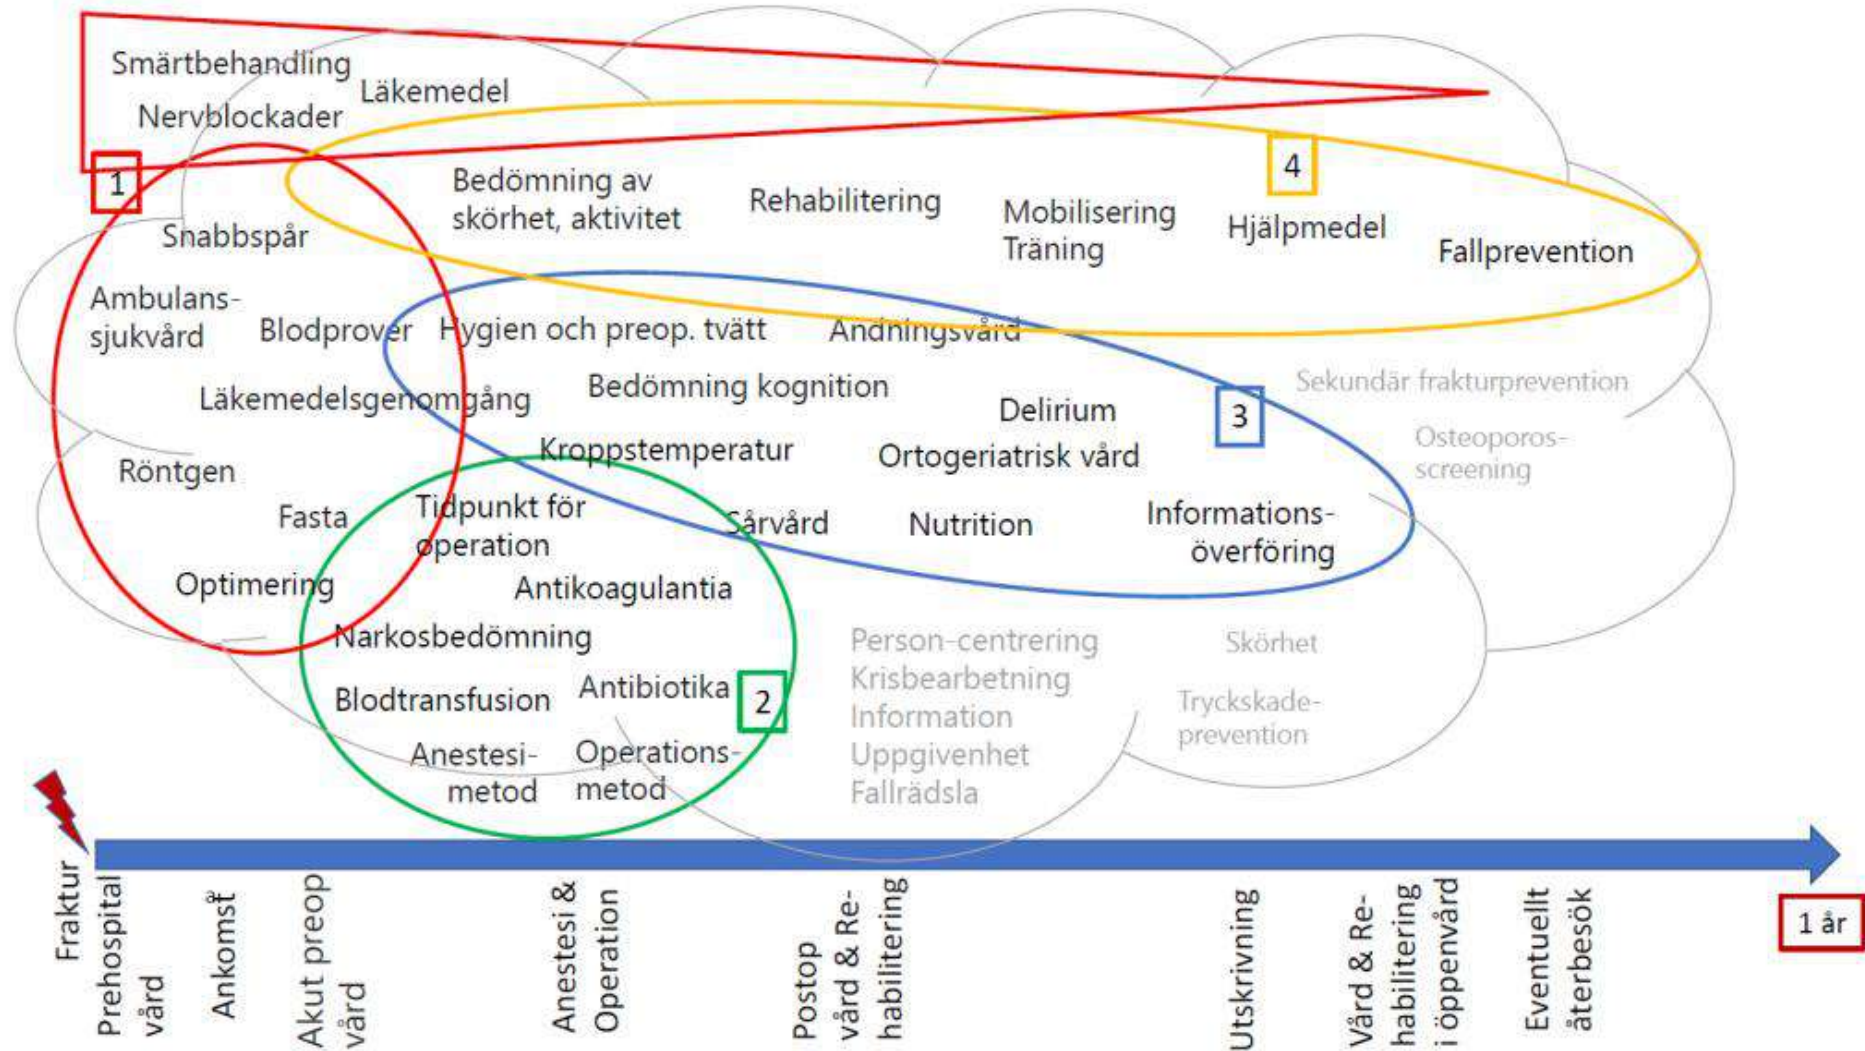 Smärtbehandling
Läkemedel
Nervblockader
1
4
Bedömning av
skörhet, aktivitet
Rehabilitering
Mobilisering
Träning
Hjälpmedel
Fallprevention
Snabbspår
Ambulans-
sjukvård
Blodprover
Hygien och preop. tvätt
Andningsvård
Läkemedelsgenomgång
Bedömning kognition
Delirium
3
Sekundär frakturprevention
Kroppstemperatur
Ortogeriatrisk vård
Osteoporos-
screening
Röntgen
Fasta
Tidpunkt för
operation
Sårvård
Nutrition
Informations-
överföring
Optimering
Antikoagulantia
Narkosbedömning
Blodtransfusion
Antibiotika
2
Anestesi-
metod
Operations-
metod
Person-centrering
Krisbearbetning
Information
Uppgivenhet
Fallrädsla
Skörhet
Tryckskade-
prevention
Fraktur
Prehospital
vård
Ankomst
Akut preop
vård
Anestesi &
Operation
Postop
vård & Re-
habilitering
Utskrivning
Vård & Re-
habilitering
i öppenvård
Eventuellt
återbesök
1 år